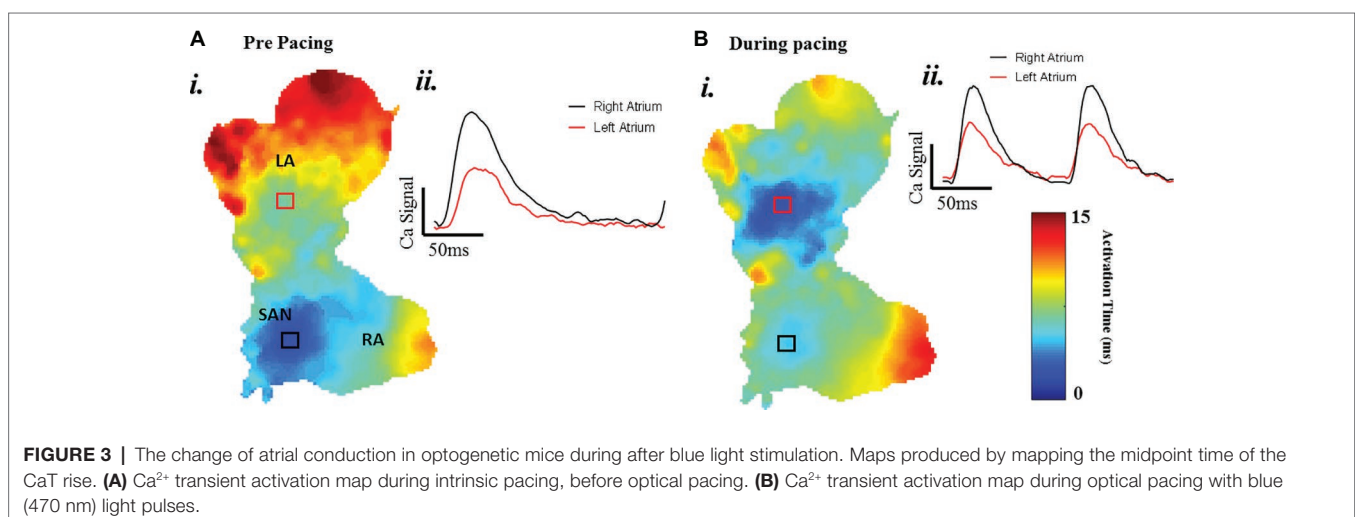 A
Pre Pacing
i.
LA
SAN
RA
ii.
Right Atrium
Left Atrium
Ca Signal
50ms
B
During pacing
i.
ii.
Right Atrium
Left Atrium
Ca Signal
50ms
15
Activation Time (ms)
0
FIGURE 3 | The change of atrial conduction in optogenetic mice during after blue light stimulation. Maps produced by mapping the midpoint time of the
CaT rise. (A) Ca²⁺ transient activation map during intrinsic pacing, before optical pacing. (B) Ca²⁺ transient activation map during optical pacing with blue
(470 nm) light pulses.